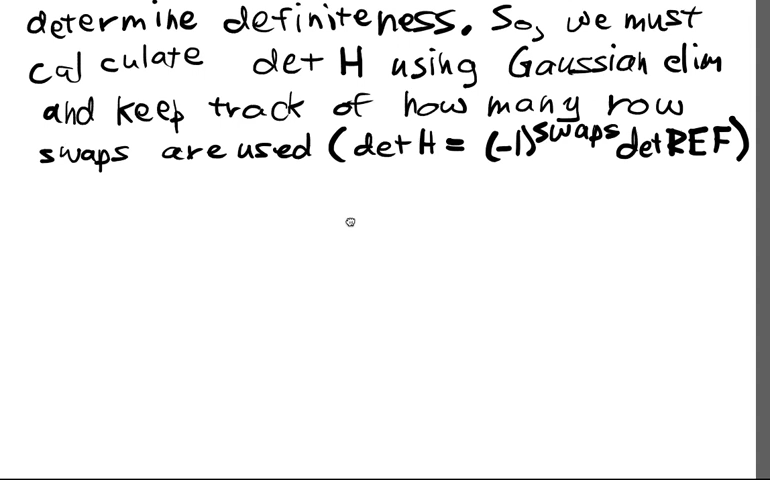 determine definiteness. So, we must
calculate det H using Gaussian elim
and keep track of how many row
swaps are used (det H = (-1)^swaps det REF)